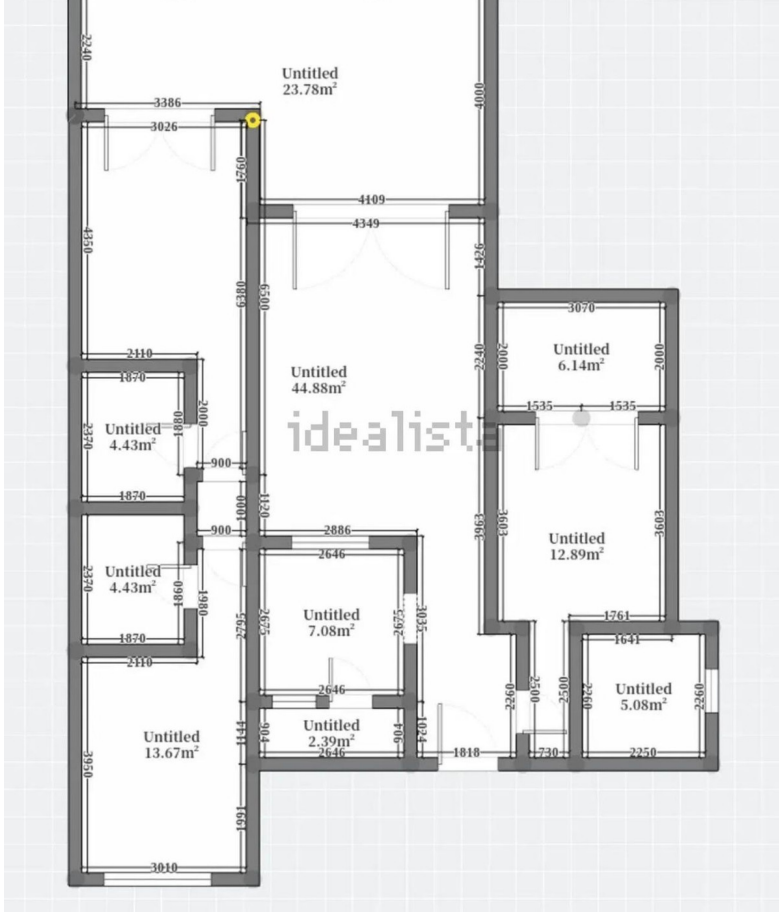 2240
Untitled
23.78m²
4000
3386
3026
1760
4109
4349
1426
4350
6380
6500
3070
2240
2000
Untitled
6.14m²
2000
2110
1870
Untitled
44.88m²
1535
1535
2370
Untitled
4.43m²
1880
2000
idealista
900
1870
1000
1120
3963
3603
Untitled
12.89m²
3603
900
2886
2646
2370
Untitled
4.43m²
1860
1980
2795
2675
Untitled
7.08m²
2675
3035
1761
1641
1870
2110
2646
2260
2500
2500
2260
Untitled
5.08m²
2260
3950
Untitled
13.67m²
1144
904
Untitled
2.39m²
904
1024
2646
1818
730
2250
1991
3010